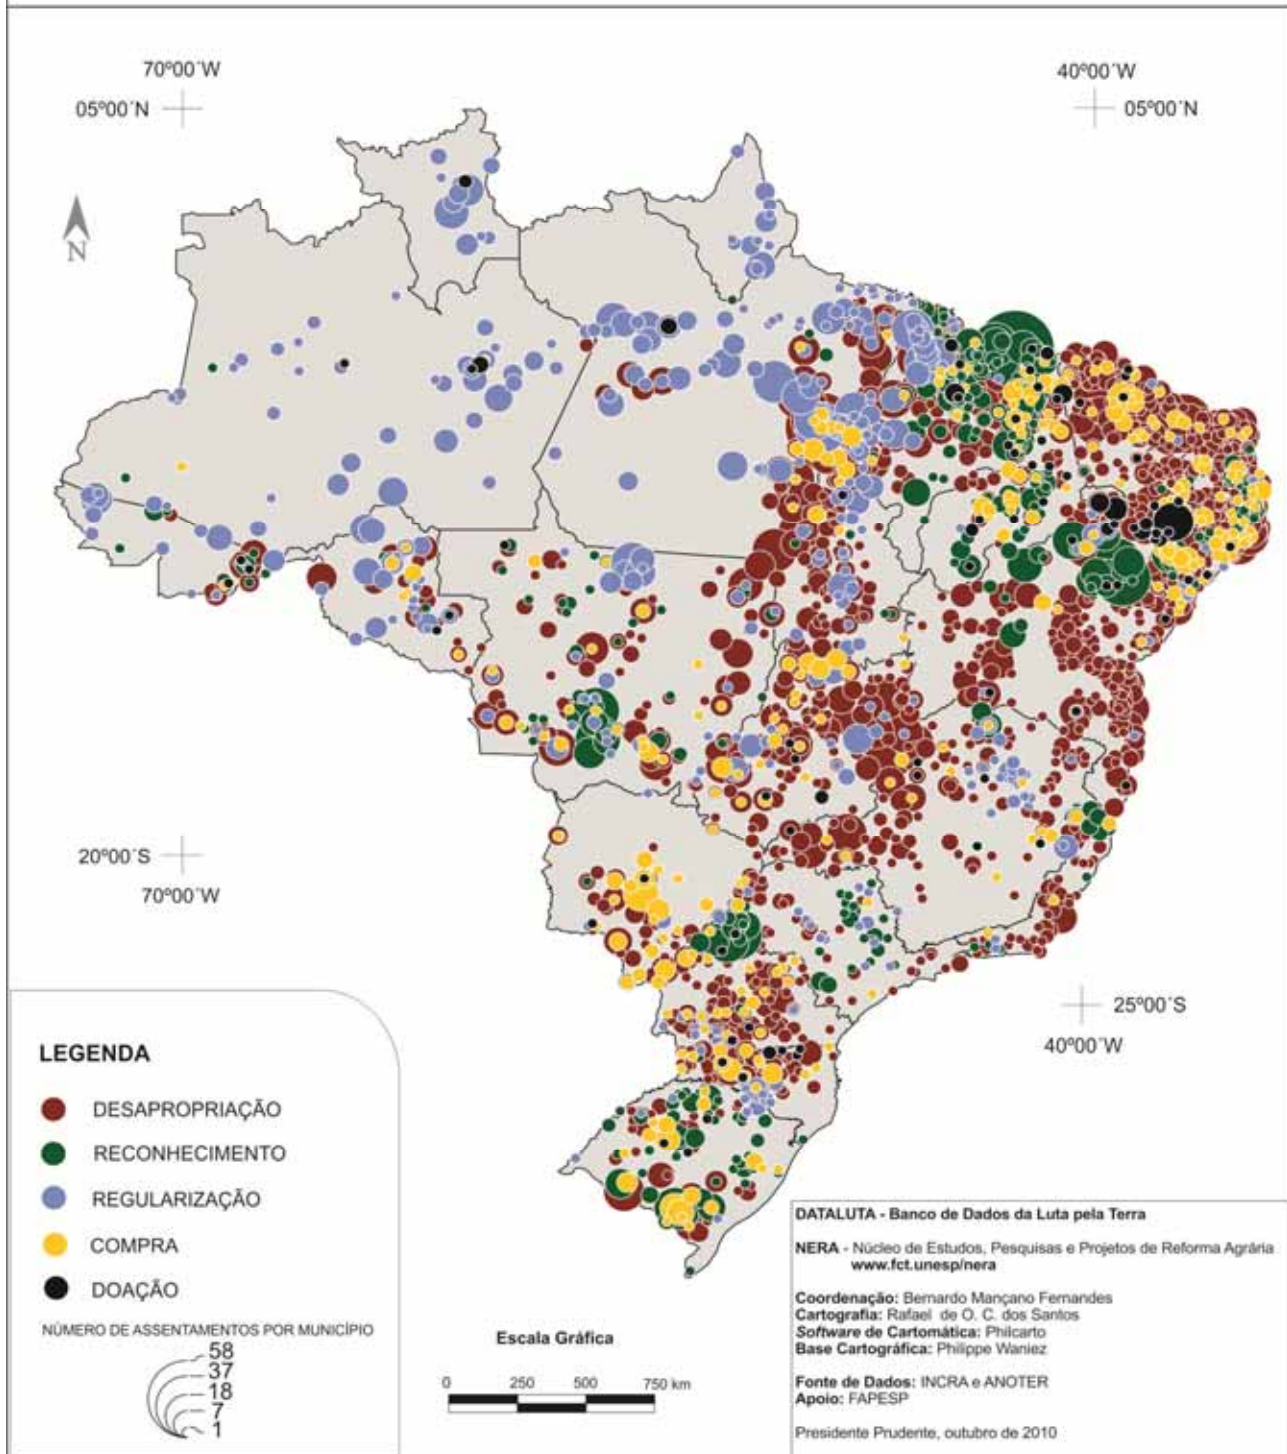 70º00´W
40º00´W
05º00´N
05º00´N
N
20º00´S
70º00´W
25º00´S
40º00´W
LEGENDA
DESAPROPRIAÇÃO
RECONHECIMENTO
REGULARIZAÇÃO
COMPRA
DOAÇÃO
NÚMERO DE ASSENTAMENTOS POR MUNICÍPIO
58
37
18
7
1
Escala Gráfica
0 250 500 750 km
DATALUTA - Banco de Dados da Luta pela Terra
NERA - Núcleo de Estudos, Pesquisas e Projetos de Reforma Agrária
www.fct.unesp/nera
Coordenação: Bernardo Mançano Fernandes
Cartografia: Rafael de O. C. dos Santos
Software de Cartomática: Philcarto
Base Cartográfica: Philippe Waniez
Fonte de Dados: INCRA e ANOTER
Apoio: FAPESP
Presidente Prudente, outubro de 2010